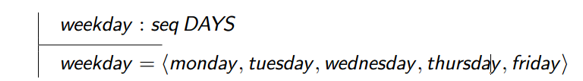 weekday : seq DAYS
weekday = ⟨monday, tuesday, wednesday, thursday, friday⟩